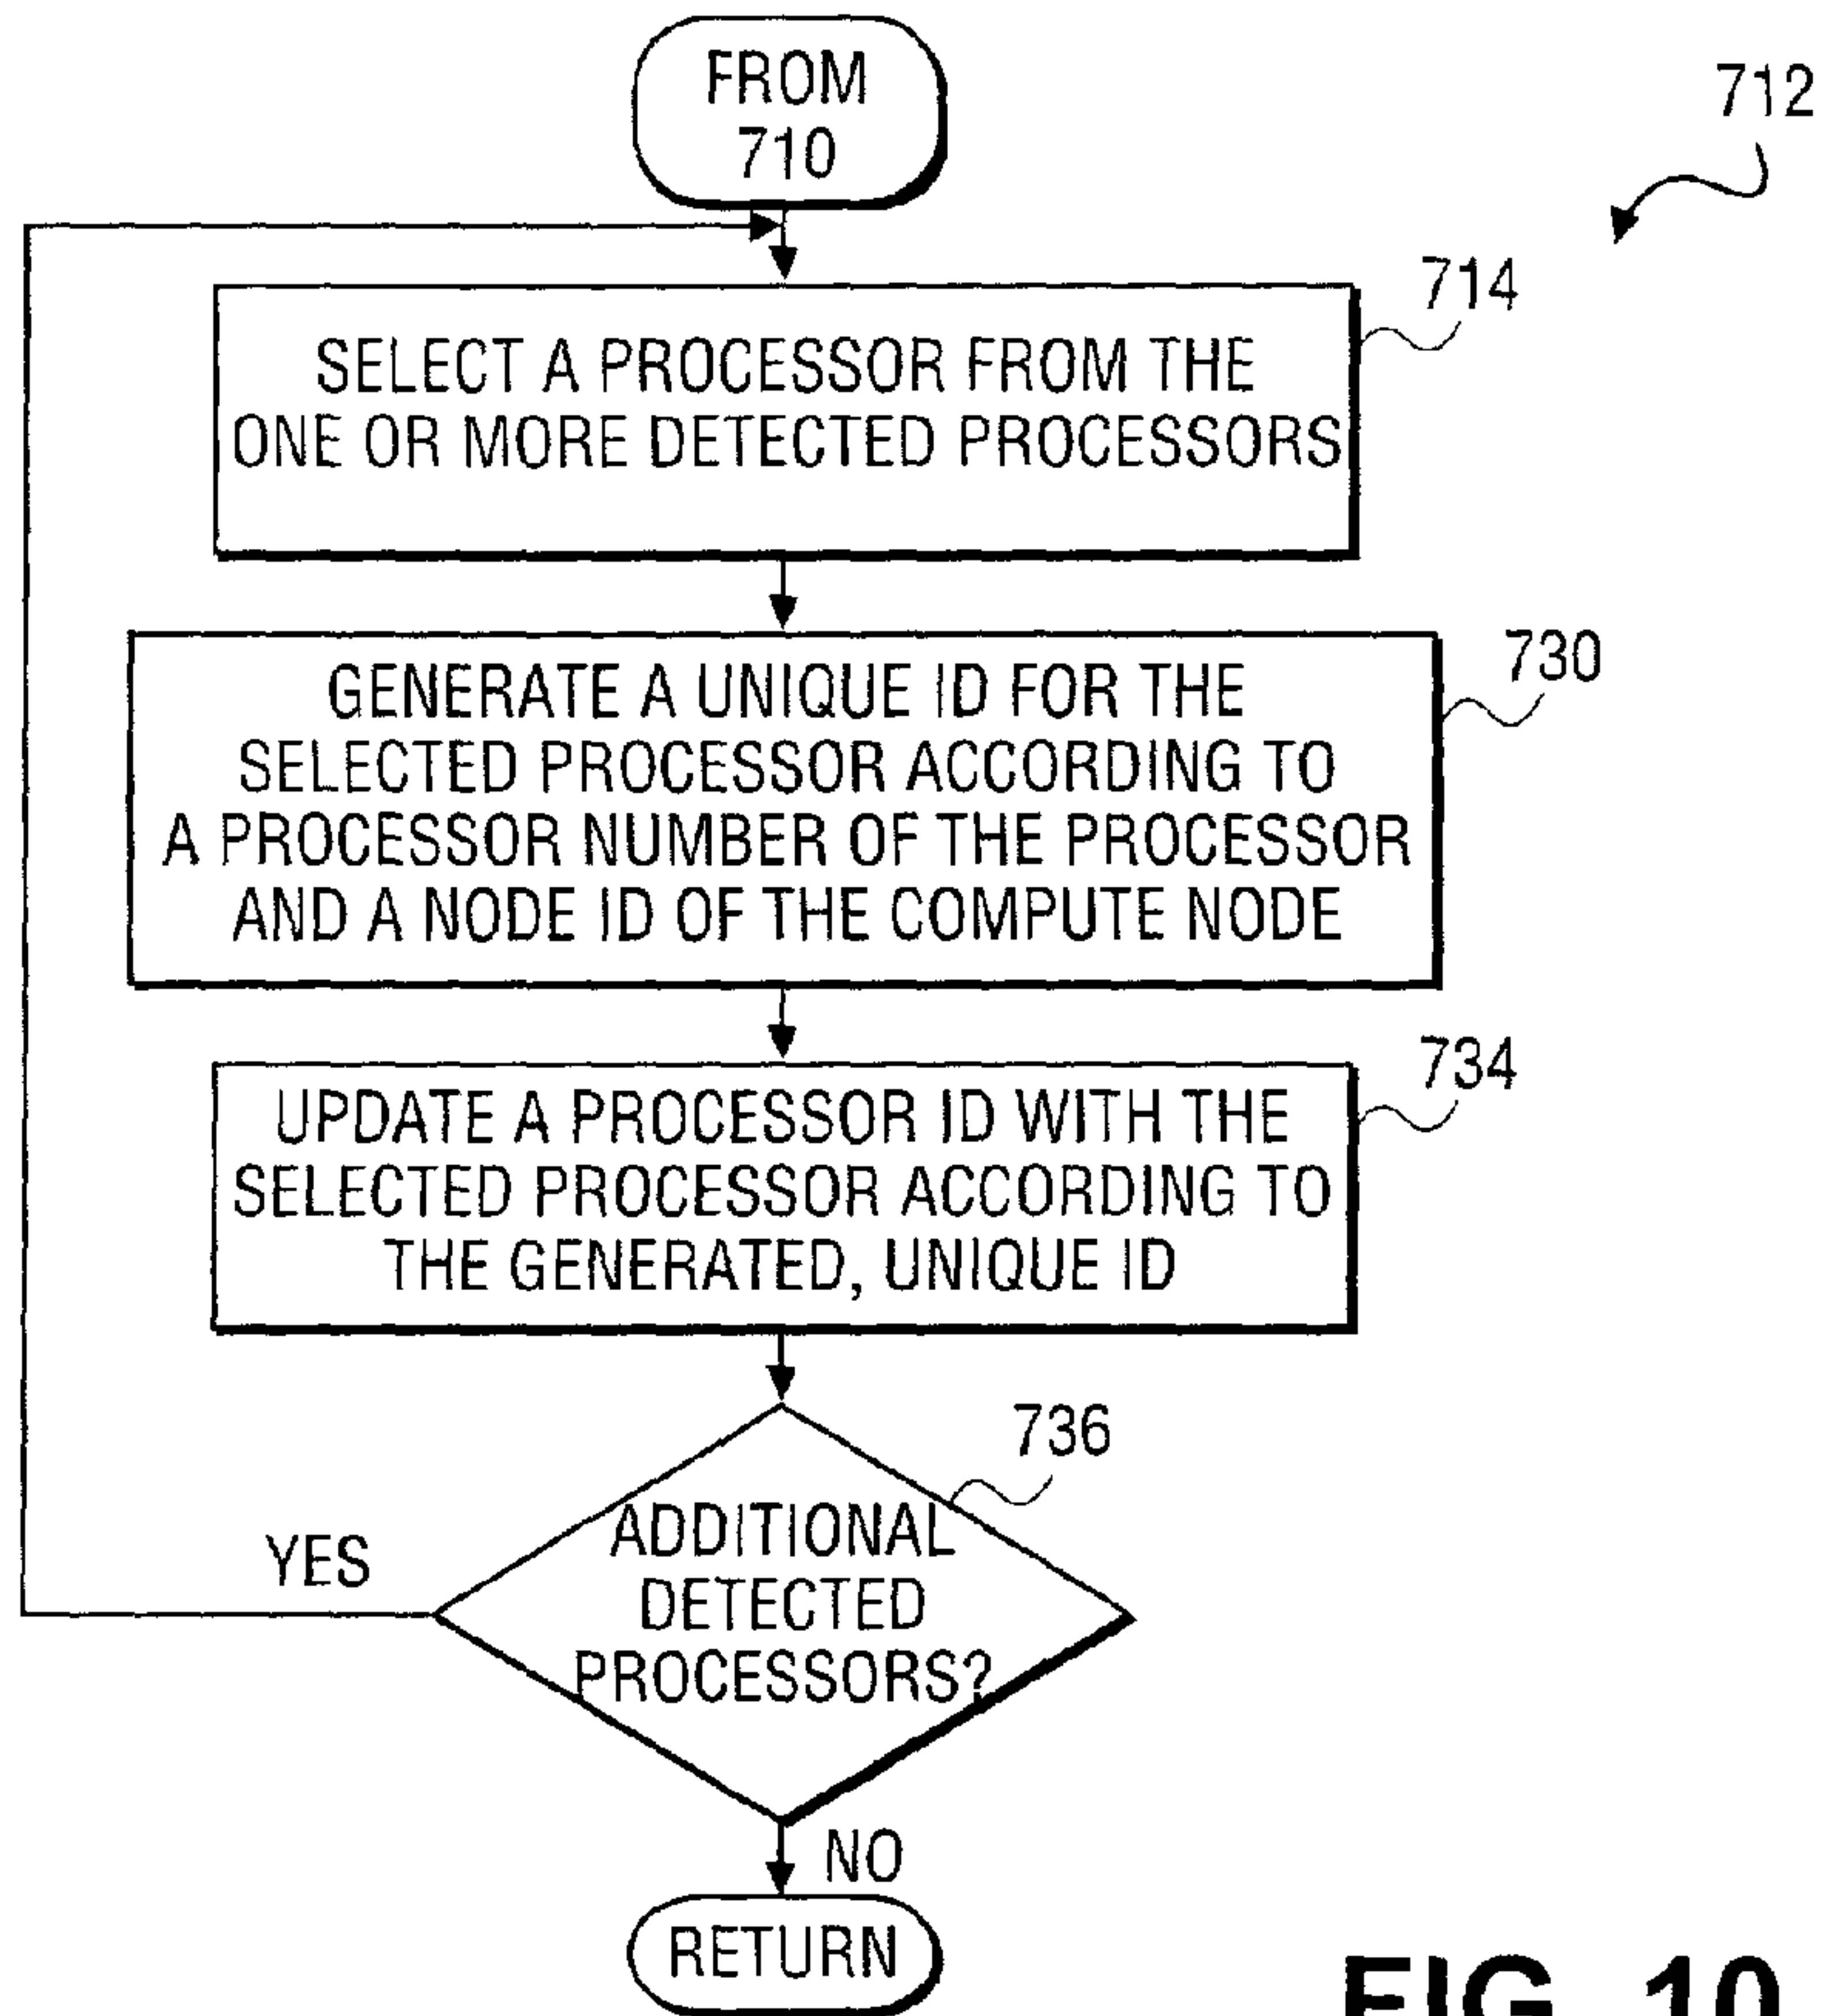 FROM
710
712
714
SELECT A PROCESSOR FROM THE
ONE OR MORE DETECTED PROCESSORS
730
GENERATE A UNIQUE ID FOR THE
SELECTED PROCESSOR ACCORDING TO
A PROCESSOR NUMBER OF THE PROCESSOR
AND A NODE ID OF THE COMPUTE NODE
734
UPDATE A PROCESSOR ID WITH THE
SELECTED PROCESSOR ACCORDING TO
THE GENERATED, UNIQUE ID
736
ADDITIONAL
DETECTED
PROCESSORS?
YES
NO
RETURN
FIG. 10